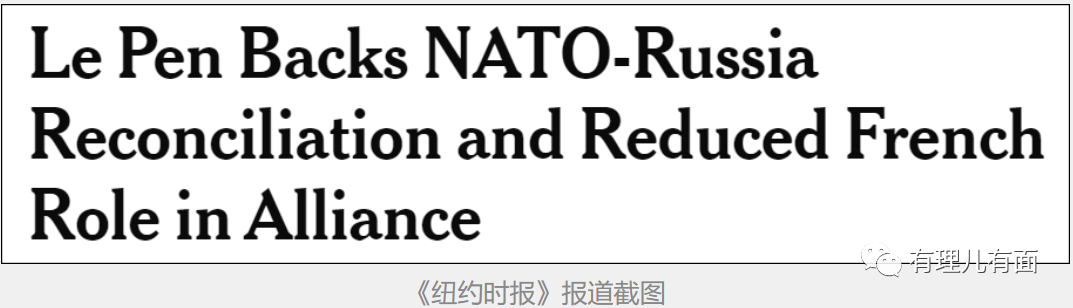 Le Pen Backs NATO-Russia
Reconciliation and Reduced French
Role in Alliance
有理儿有面
《纽约时报》报道截图